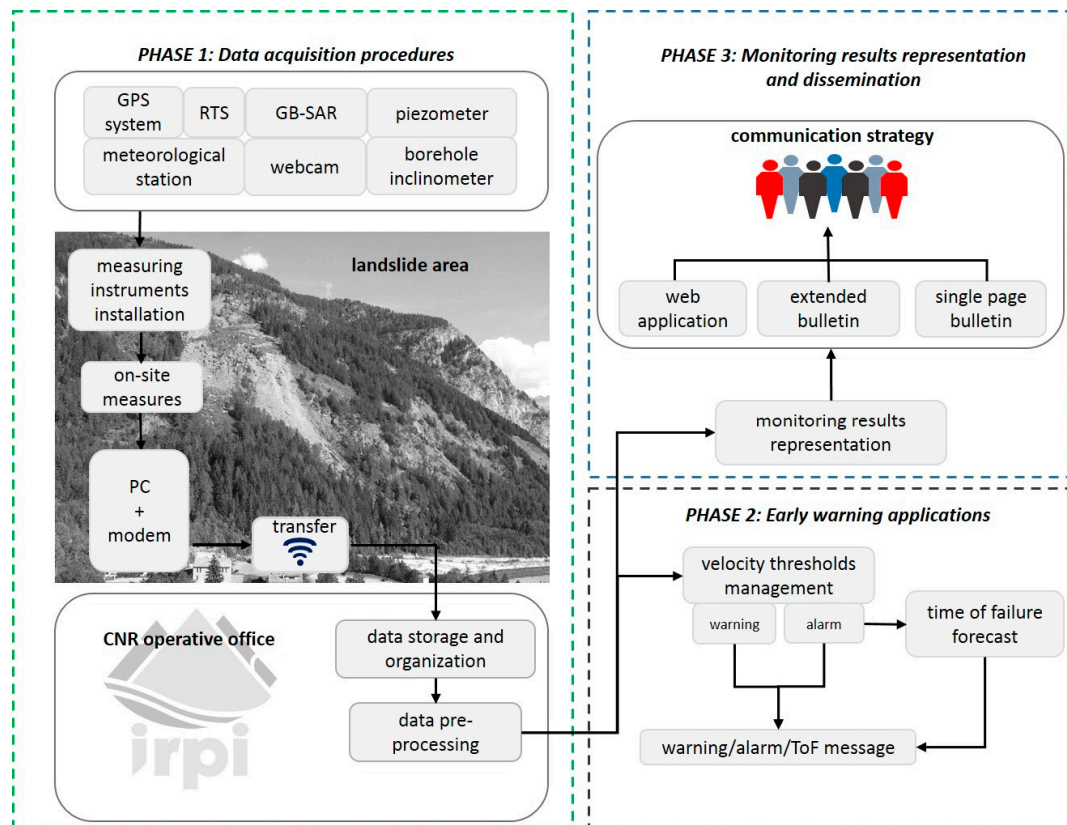 PHASE 1: Data acquisition procedures
GPS
system
RTS
GB-SAR
piezometer
meteorological
station
webcam
borehole
inclinometer
measuring
instruments
installation
landslide area
on-site
measures
PC
+
modem
transfer
CNR operative office
irpi
data storage and
organization
data pre-
processing
PHASE 3: Monitoring results representation
and dissemination
communication strategy
web
application
extended
bulletin
single page
bulletin
monitoring results
representation
PHASE 2: Early warning applications
velocity thresholds
management
warning
alarm
time of failure
forecast
warning/alarm/ToF message